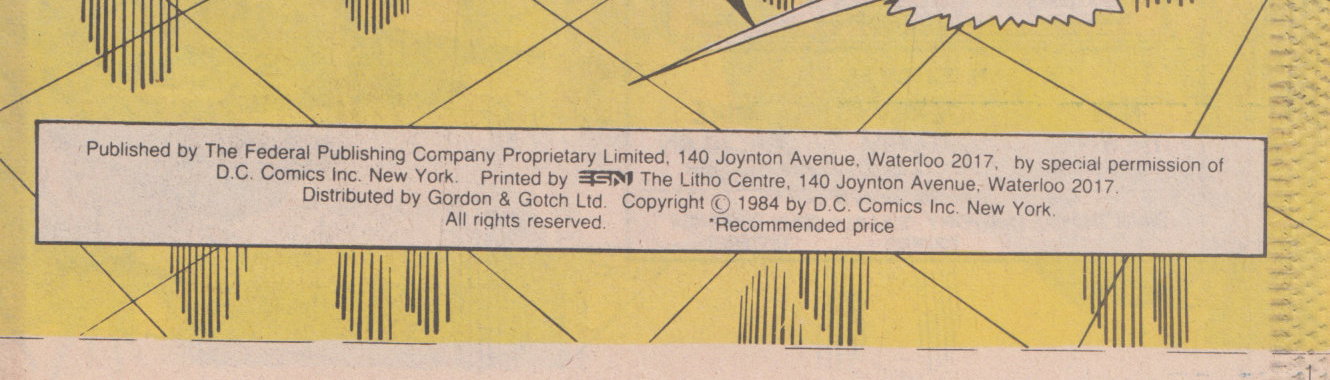 Published by The Federal Publishing Company Proprietary Limited, 140 Joynton Avenue, Waterloo 2017, by special permission of
D.C. Comics Inc. New York. Printed by ESN The Litho Centre, 140 Joynton Avenue, Waterloo 2017.
Distributed by Gordon & Gotch Ltd. Copyright © 1984 by D.C. Comics Inc. New York.
All rights reserved. *Recommended price
1